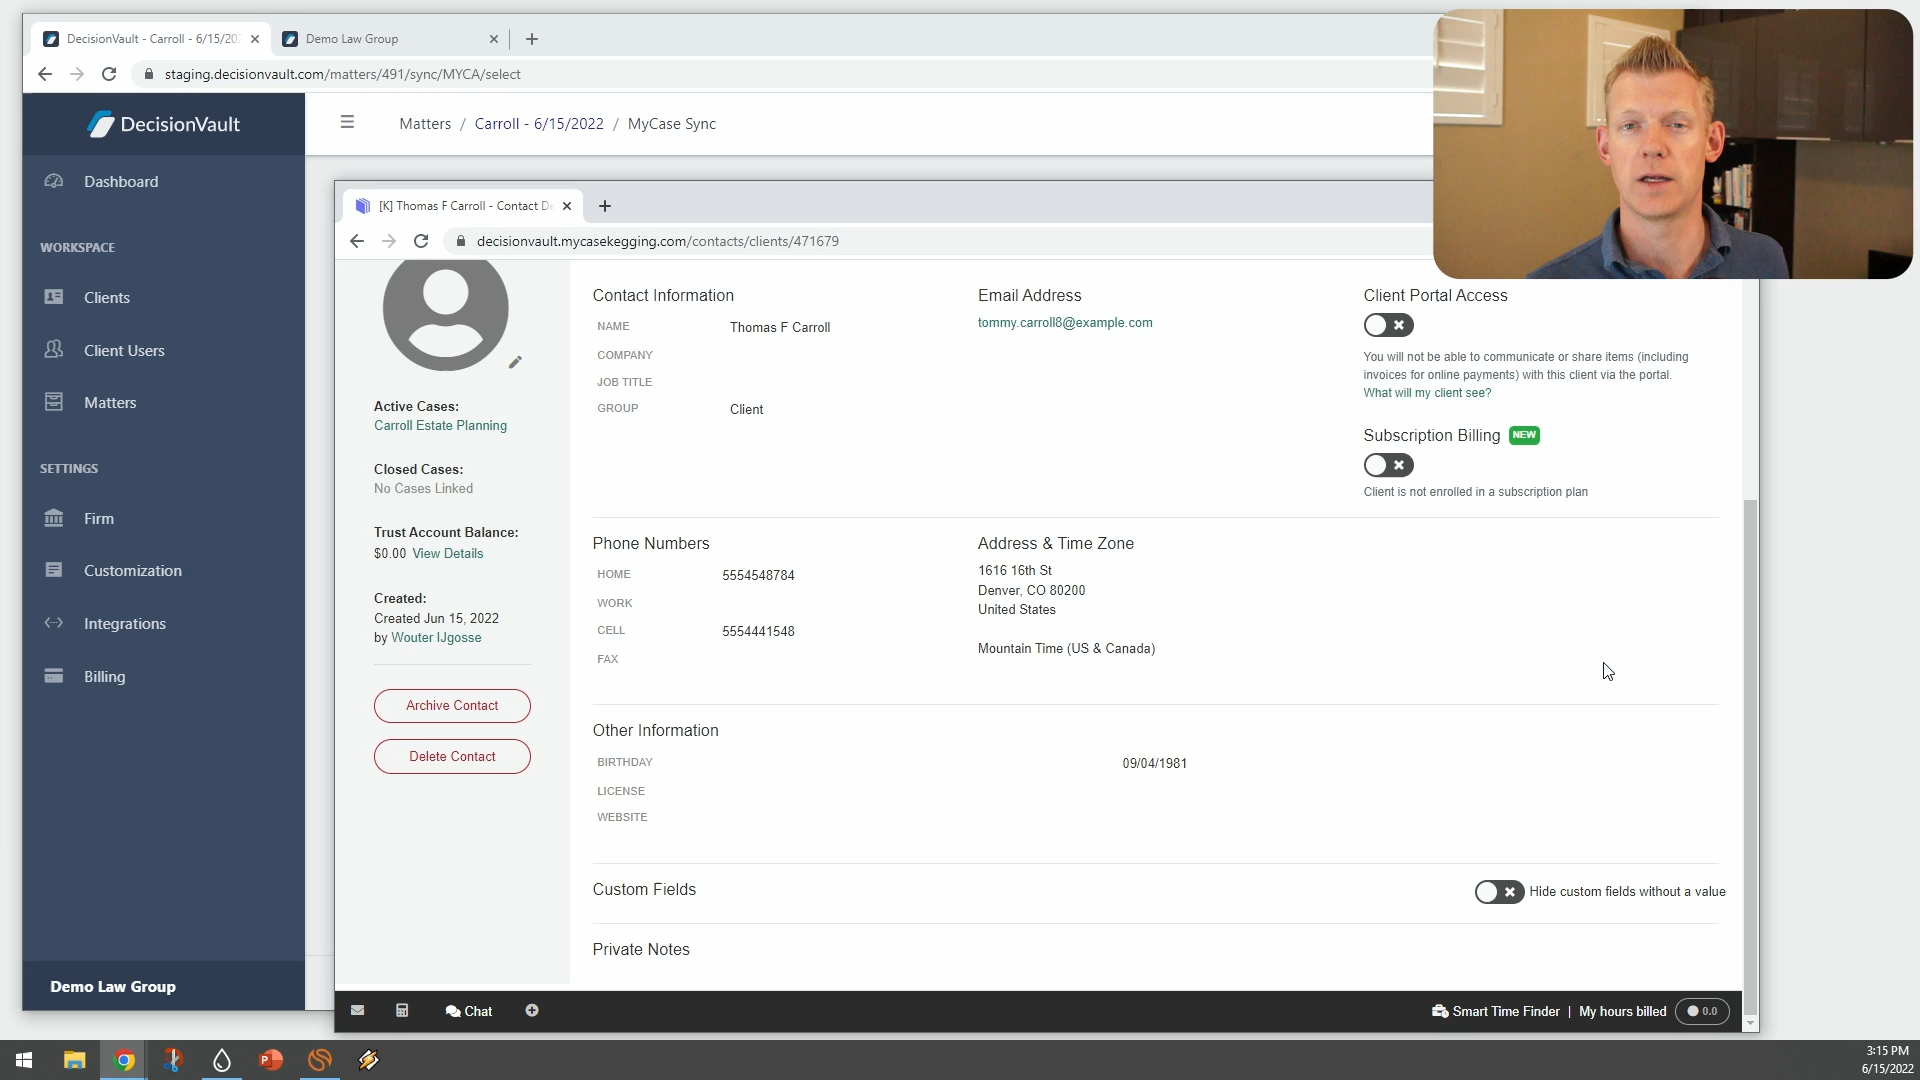 DecisionVault - Carroll - 6/15/202
Demo Law Group
staging.decisionvault.com/matters/491/sync/MYCA/select
DecisionVault
Matters / Carroll - 6/15/2022 / MyCase Sync
Dashboard
WORKSPACE
Clients
Client Users
Matters
SETTINGS
Firm
Customization
Integrations
Billing
Demo Law Group
[K] Thomas F Carroll - Contact De
decisionvault.mycasekegging.com/contacts/clients/471679
Active Cases:
Carroll Estate Planning
Closed Cases:
No Cases Linked
Trust Account Balance:
$0.00 View Details
Created:
Created Jun 15, 2022
by Wouter IJgosse
Archive Contact
Delete Contact
Contact Information
NAME Thomas F Carroll
COMPANY
JOB TITLE
GROUP Client
Email Address
tommy.carroll8@example.com
Client Portal Access
You will not be able to communicate or share items (including
invoices for online payments) with this client via the portal.
What will my client see?
Subscription Billing NEW
Client is not enrolled in a subscription plan
Phone Numbers
HOME 5554548784
WORK
CELL 5554441548
FAX
Address & Time Zone
1616 16th St
Denver, CO 80200
United States
Mountain Time (US & Canada)
Other Information
BIRTHDAY 09/04/1981
LICENSE
WEBSITE
Custom Fields
Hide custom fields without a value
Private Notes
Chat
Smart Time Finder | My hours billed 0.0
3:15 PM
6/15/2022